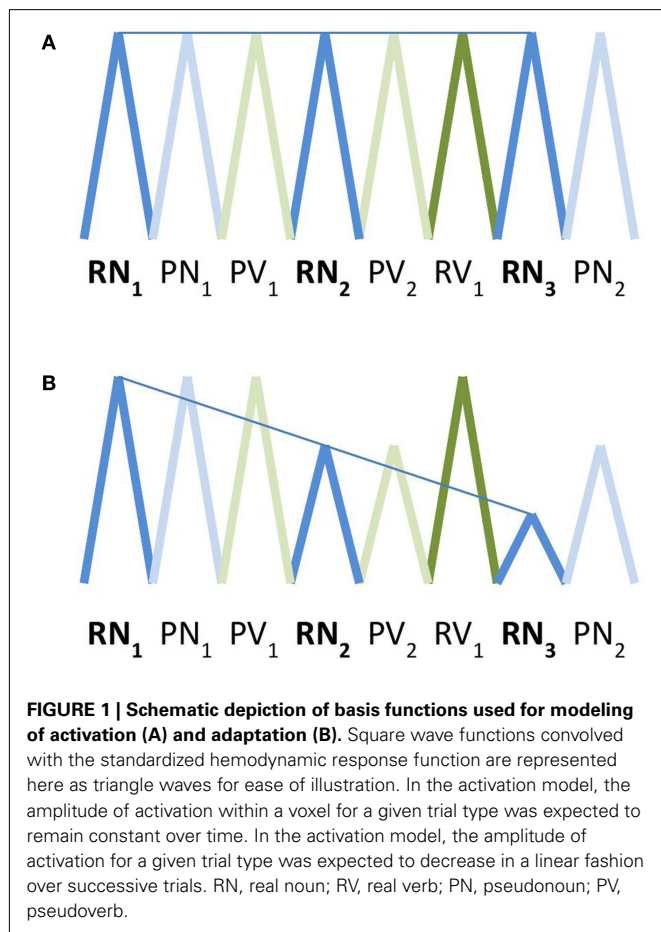 A
RN₁ PN₁ PV₁ RN₂ PV₂ RV₁ RN₃ PN₂
B
RN₁ PN₁ PV₁ RN₂ PV₂ RV₁ RN₃ PN₂
FIGURE 1 | Schematic depiction of basis functions used for modeling
of activation (A) and adaptation (B). Square wave functions convolved
with the standardized hemodynamic response function are represented
here as triangle waves for ease of illustration. In the activation model, the
amplitude of activation within a voxel for a given trial type was expected to
remain constant over time. In the activation model, the amplitude of
activation for a given trial type was expected to decrease in a linear fashion
over successive trials. RN, real noun; RV, real verb; PN, pseudonoun; PV,
pseudoverb.